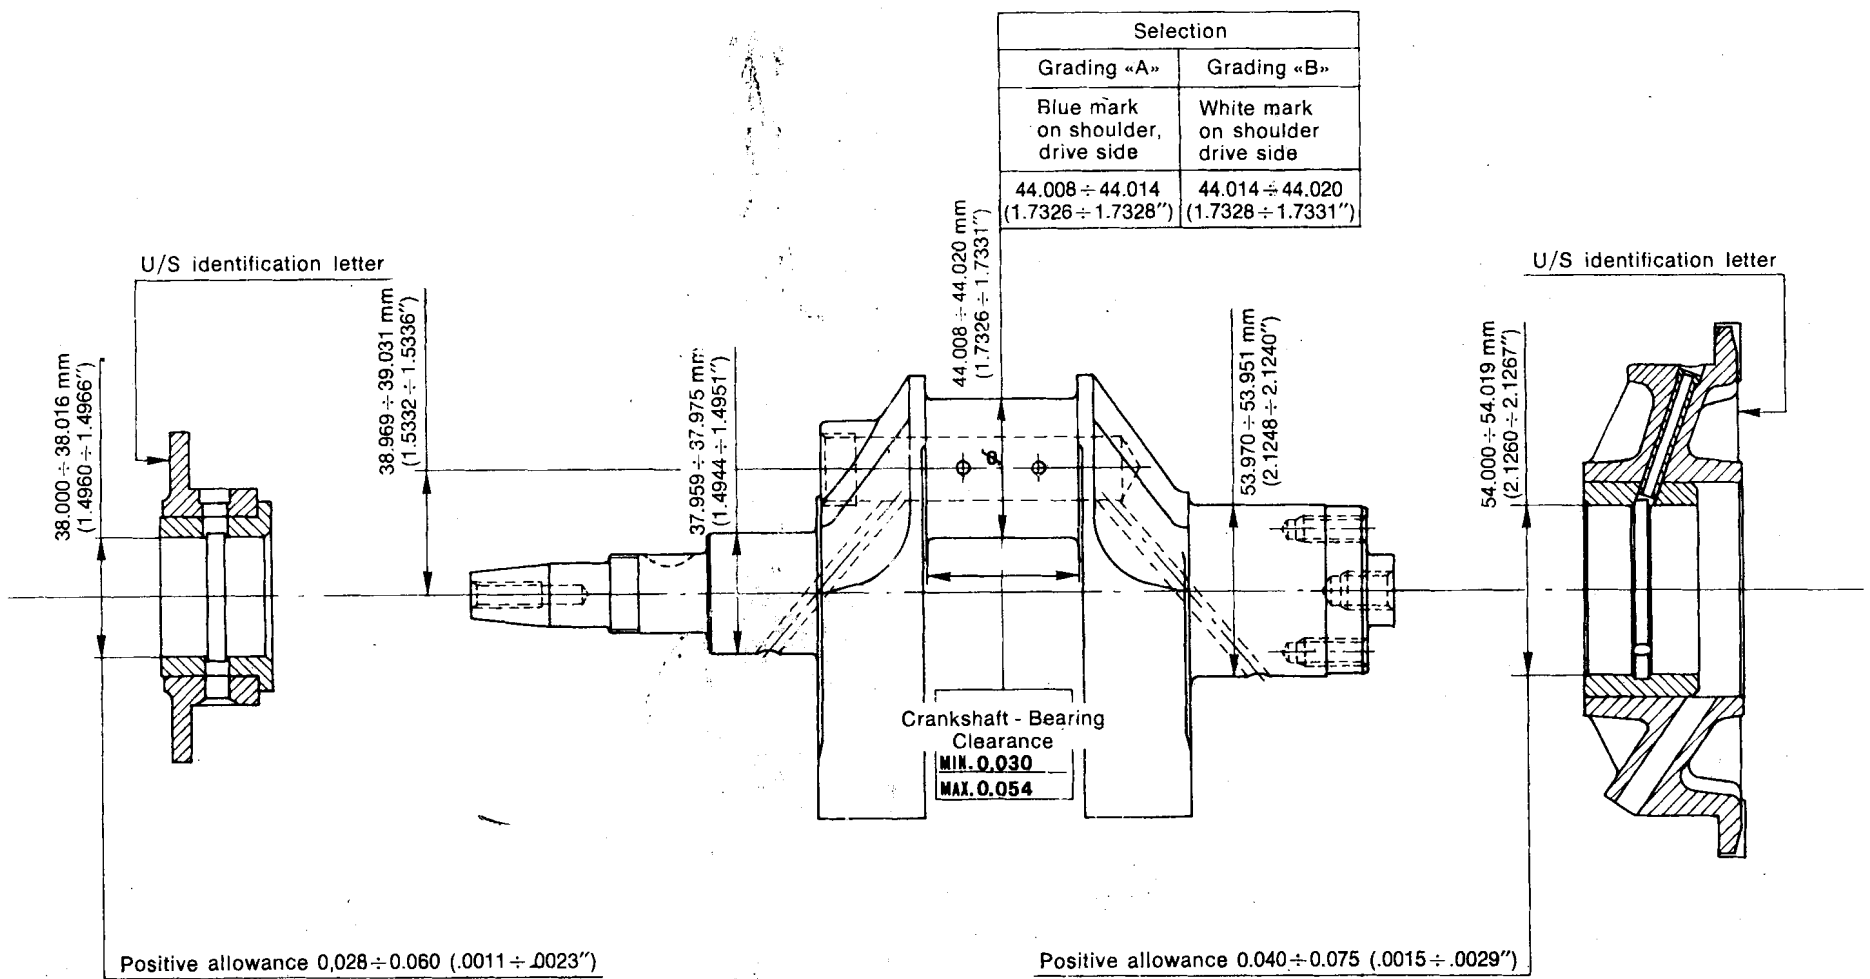 Selection
Grading «A»
Grading «B»
Blue mark
on shoulder,
drive side
White mark
on shoulder
drive side
44.008÷44.014
(1.7326÷1.7328″)
44.014÷44.020
(1.7328÷1.7331″)
U/S identification letter
38.000÷38.016 mm
(1.4960÷1.4966″)
38.969÷39.031 mm
(1.5332÷1.5336″)
37.959÷37.975 mm
(1.4944÷1.4951″)
44.008÷44.020 mm
(1.7326÷1.7331″)
53.970÷53.951 mm
(2.1248÷2.1240″)
54.000÷54.019 mm
(2.1260÷2.1267″)
U/S identification letter
Crankshaft - Bearing
Clearance
MIN. 0,030
MAX. 0.054
Positive allowance 0,028÷0.060 (.0011÷.0023″)
Positive allowance 0.040÷0.075 (.0015÷.0029″)